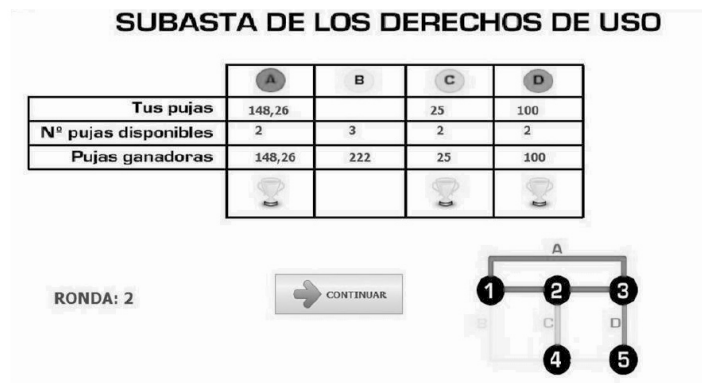 SUBASTA DE LOS DERECHOS DE USO
A B C D
Tus pujas 148,26 25 100
Nº pujas disponibles 2 3 2 2
Pujas ganadoras 148,26 222 25 100
RONDA: 2
CONTINUAR
A
1 2 3
B C D
4 5